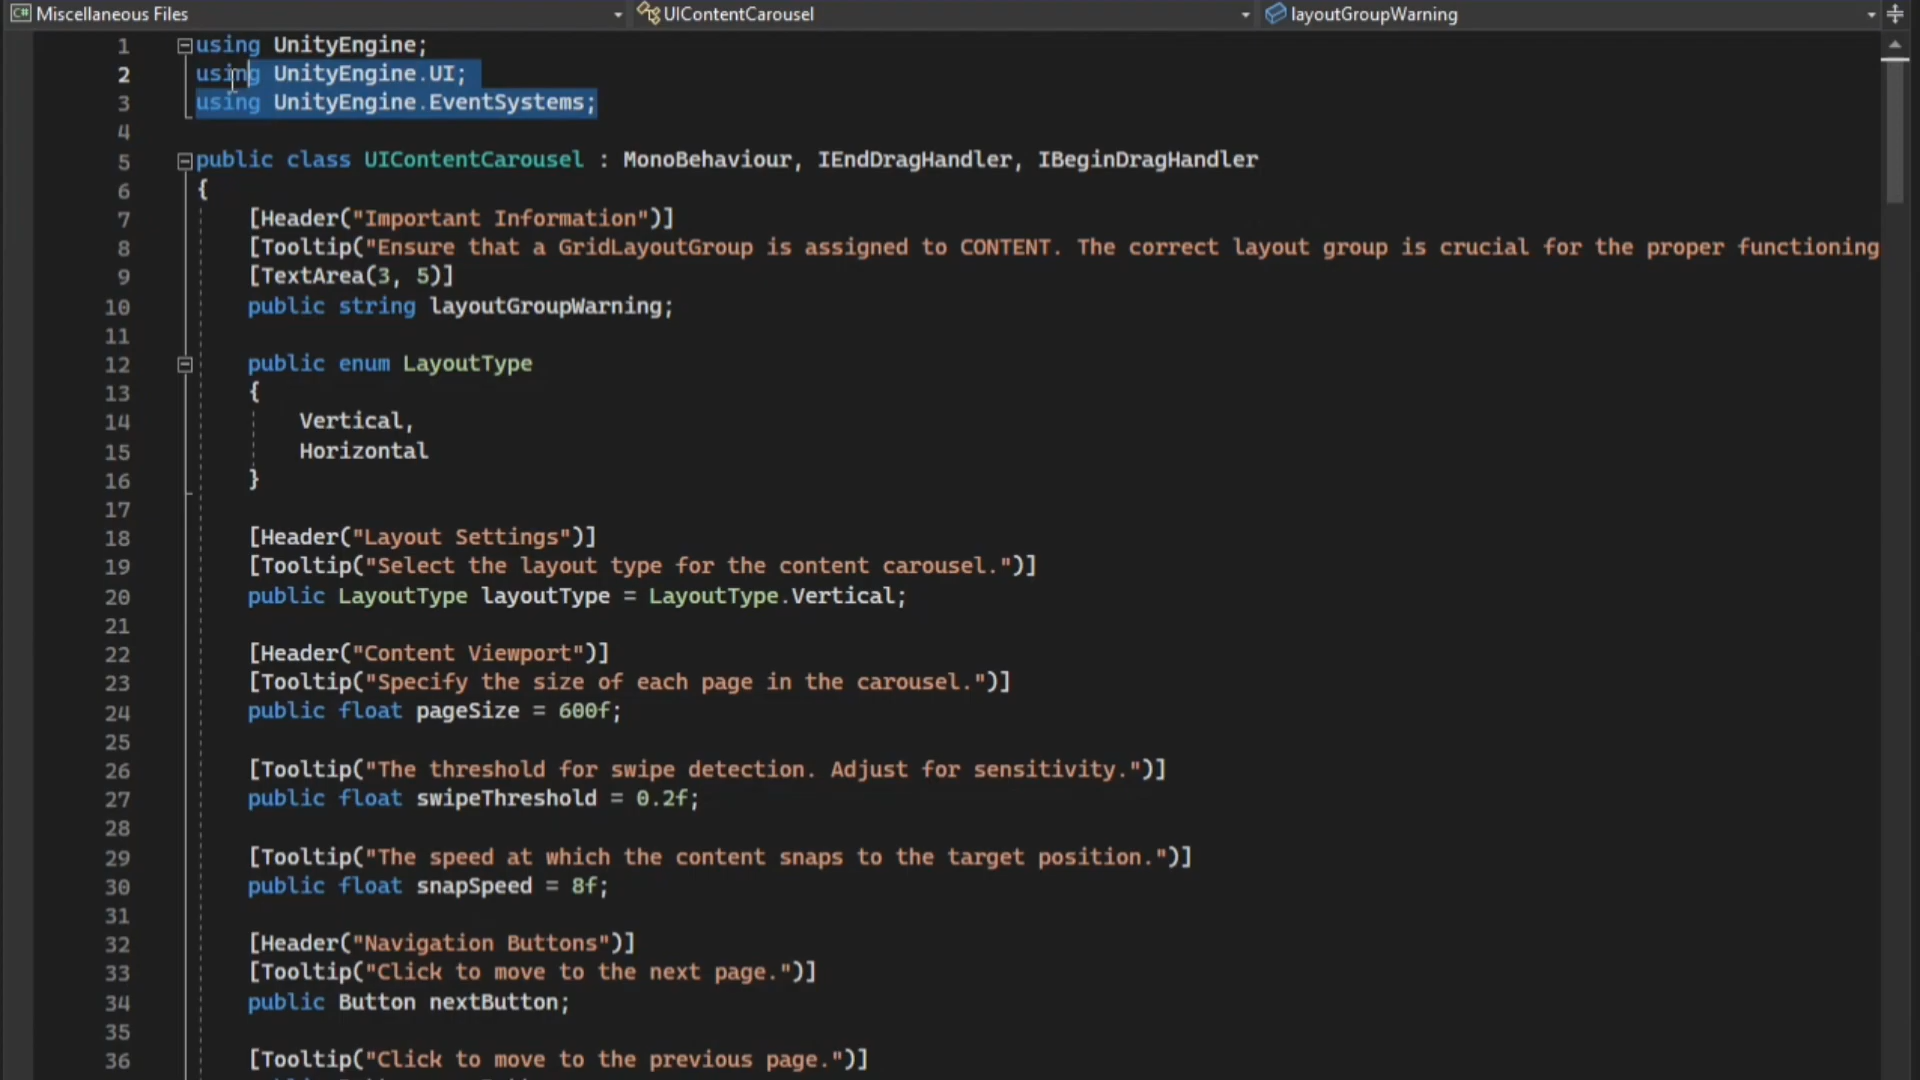 C# Miscellaneous Files UIContentCarousel layoutGroupWarning
1 using UnityEngine;
2 using UnityEngine.UI;
3 using UnityEngine.EventSystems;
4
5 public class UIContentCarousel : MonoBehaviour, IEndDragHandler, IBeginDragHandler
6 {
7 [Header("Important Information")]
8 [Tooltip("Ensure that a GridLayoutGroup is assigned to CONTENT. The correct layout group is crucial for the proper functioning
9 [TextArea(3, 5)]
10 public string layoutGroupWarning;
11
12 public enum LayoutType
13 {
14 Vertical,
15 Horizontal
16 }
17
18 [Header("Layout Settings")]
19 [Tooltip("Select the layout type for the content carousel.")]
20 public LayoutType layoutType = LayoutType.Vertical;
21
22 [Header("Content Viewport")]
23 [Tooltip("Specify the size of each page in the carousel.")]
24 public float pageSize = 600f;
25
26 [Tooltip("The threshold for swipe detection. Adjust for sensitivity.")]
27 public float swipeThreshold = 0.2f;
28
29 [Tooltip("The speed at which the content snaps to the target position.")]
30 public float snapSpeed = 8f;
31
32 [Header("Navigation Buttons")]
33 [Tooltip("Click to move to the next page.")]
34 public Button nextButton;
35
36 [Tooltip("Click to move to the previous page.")]